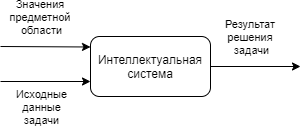 Значения
предметной
области
Исходные
данные
задачи
Интеллектуальная
система
Результат
решения
задачи